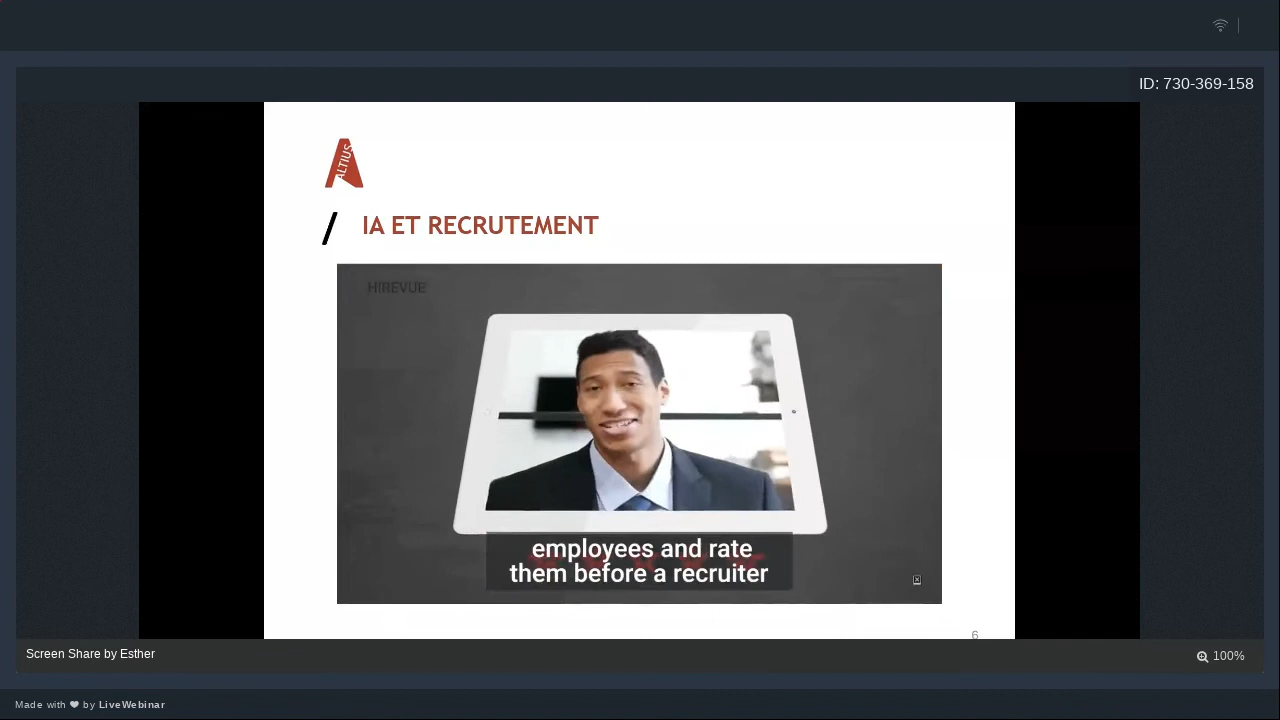 ID: 730-369-158
ALTIUS
/ IA ET RECRUTEMENT
HIREVUE
employees and rate
them before a recruiter
6
Screen Share by Esther
100%
Made with ❤ by LiveWebinar